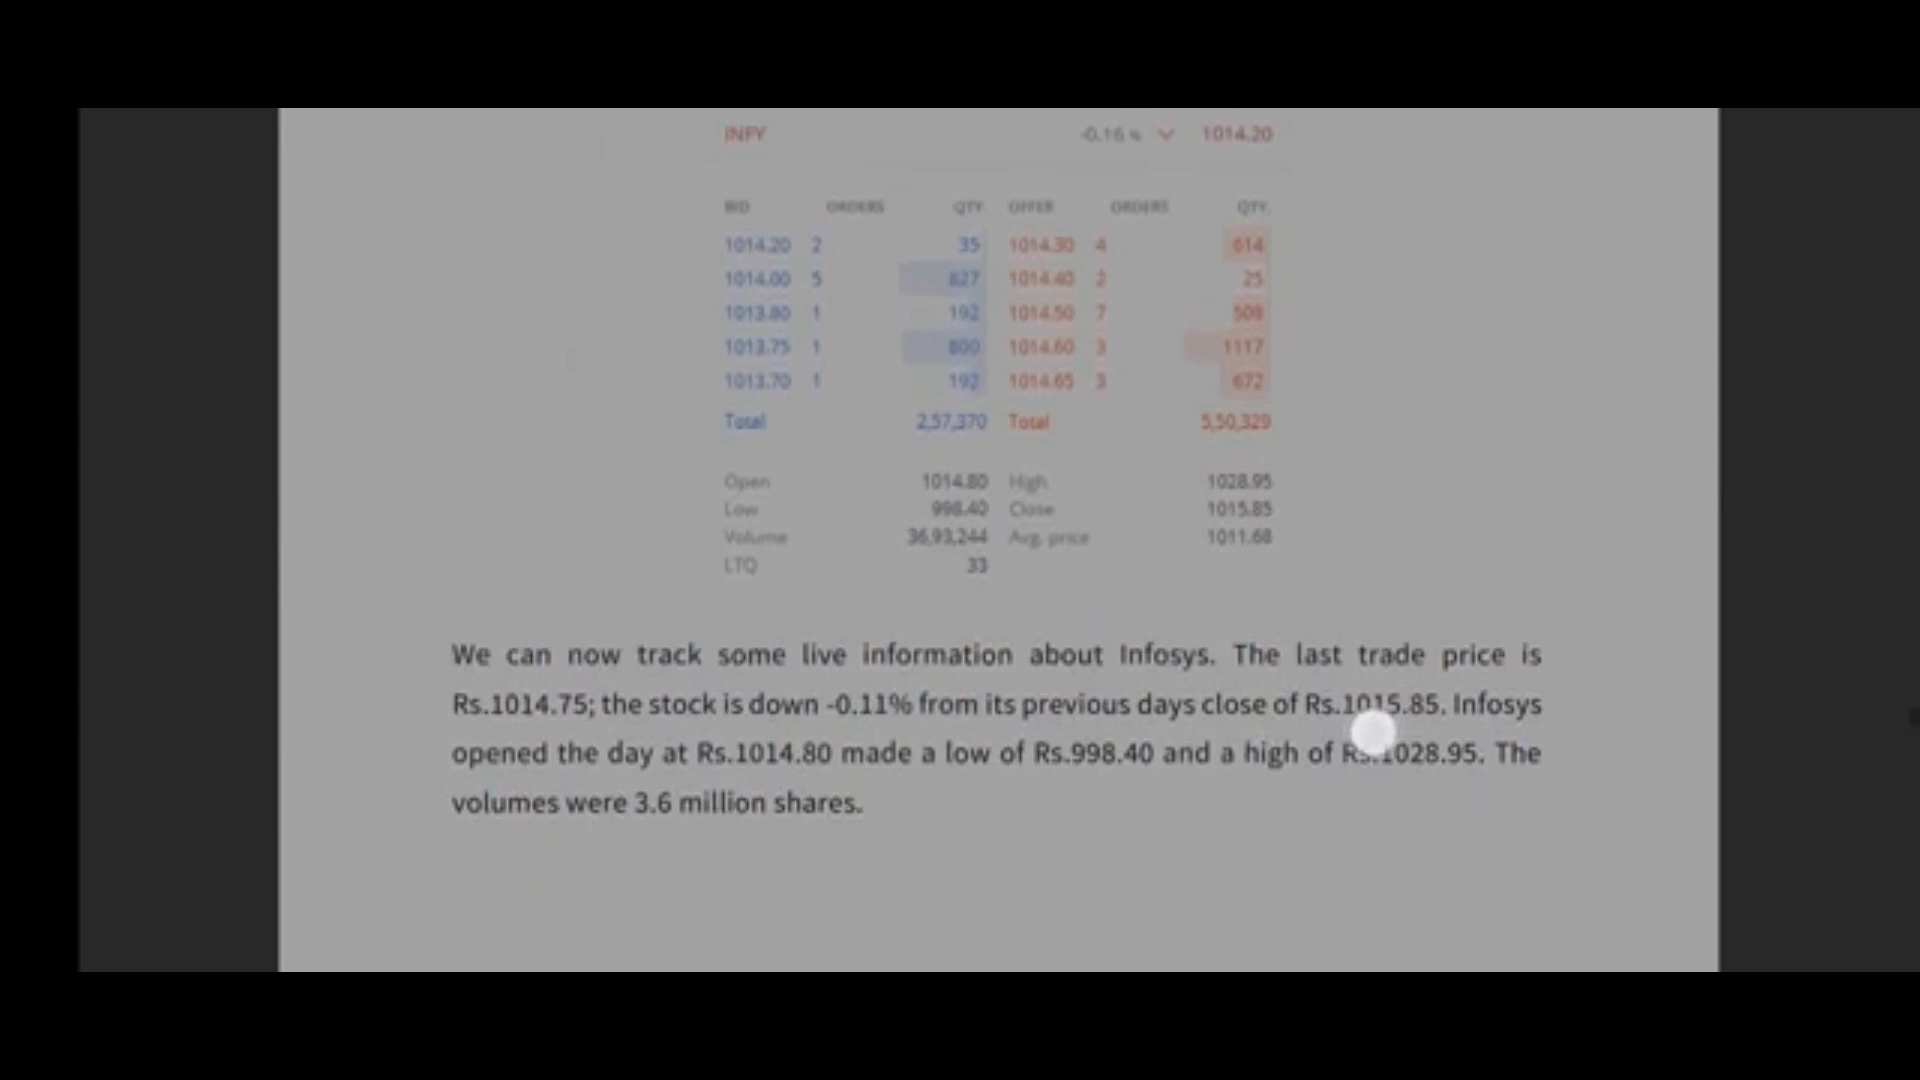 INFY -0.16 % 1014.20
BID ORDERS QTY. OFFER ORDERS QTY.
1014.20 2 35 1014.30 4 614
1014.00 5 827 1014.40 2 25
1013.80 1 192 1014.50 7 508
1013.75 1 800 1014.60 3 1117
1013.70 1 192 1014.65 3 672
Total 2,57,370 Total 5,50,329
Open 1014.80 High 1028.95
Low 998.40 Close 1015.85
Volume 36,93,244 Avg. price 1011.68
LTQ 33
We can now track some live information about Infosys. The last trade price is
Rs.1014.75; the stock is down -0.11% from its previous days close of Rs.1015.85. Infosys
opened the day at Rs.1014.80 made a low of Rs.998.40 and a high of Rs.1028.95. The
volumes were 3.6 million shares.